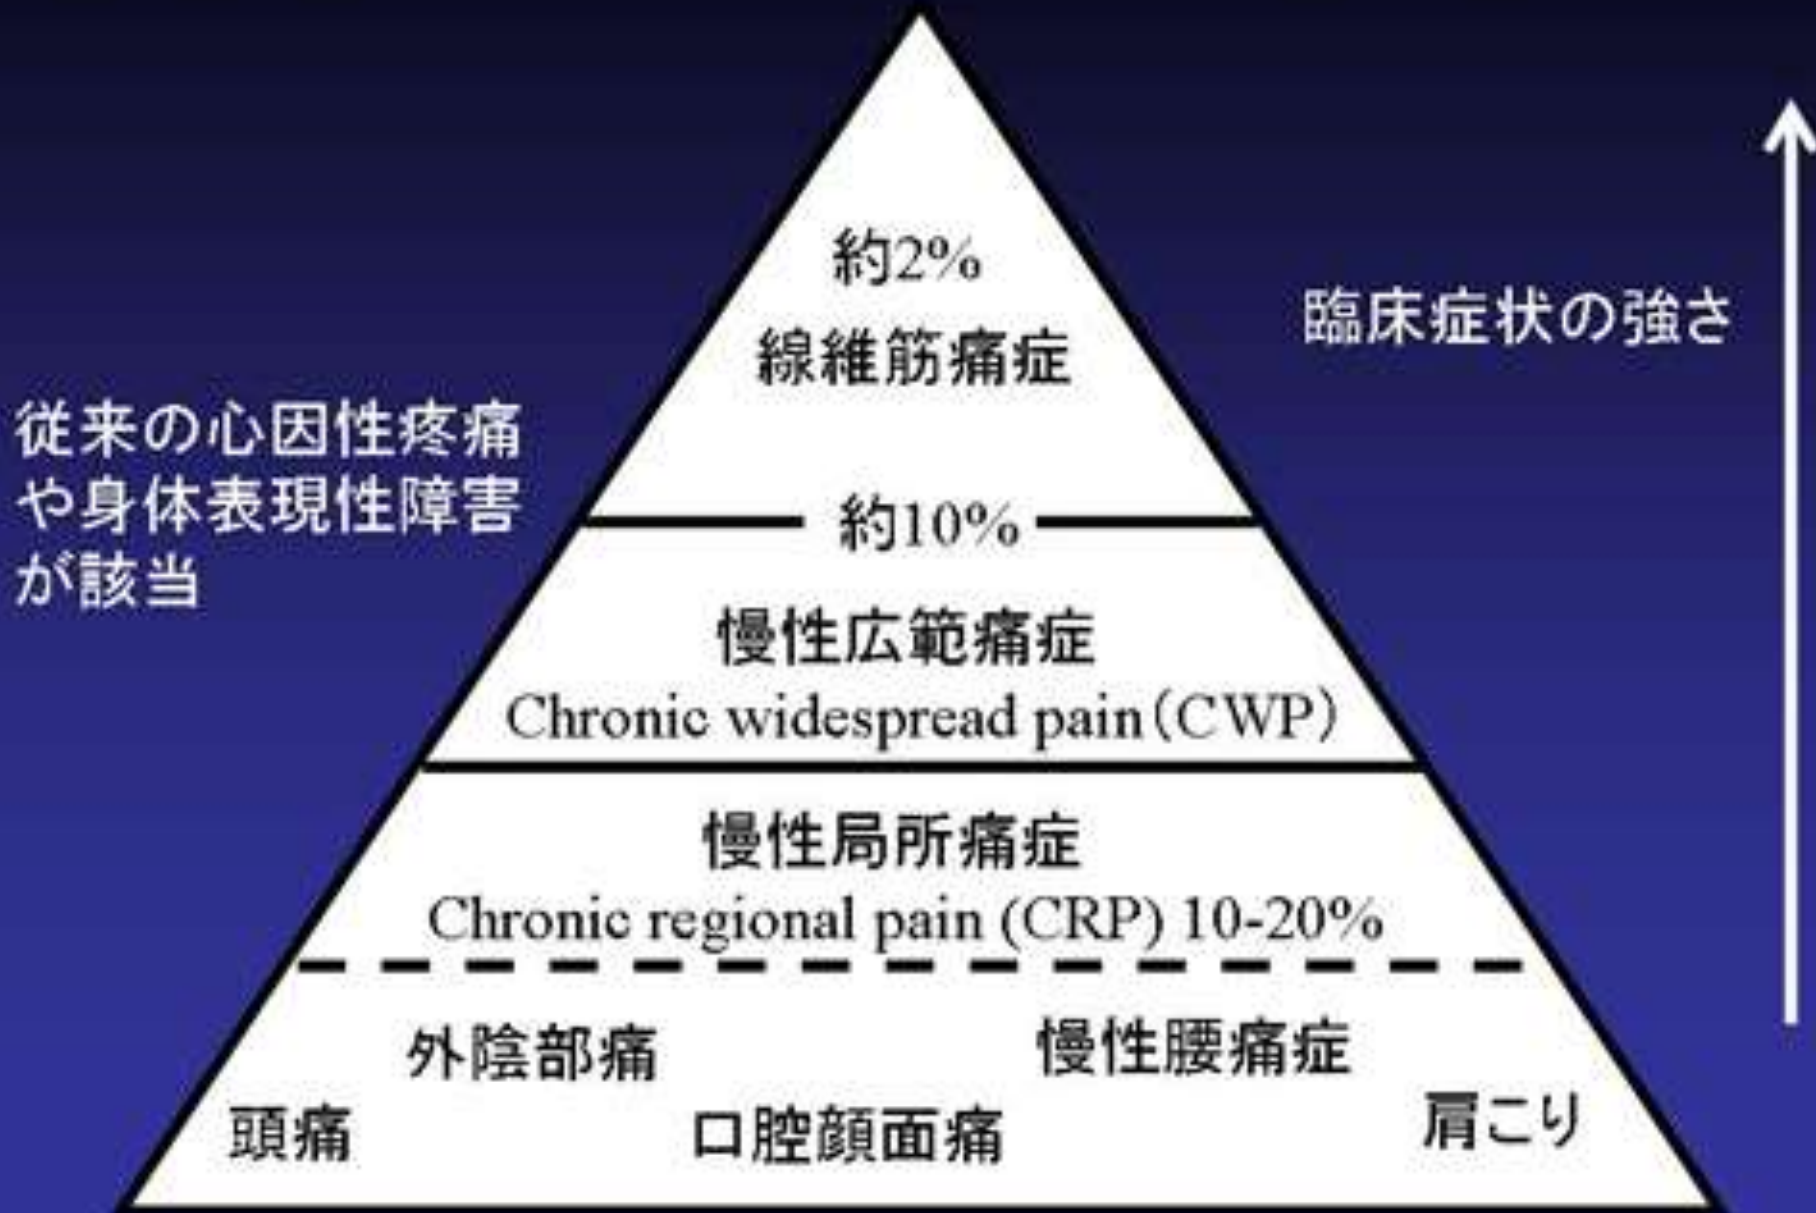 約2%
線維筋痛症
臨床症状の強さ
従来の心因性疼痛
や身体表現性障害
が該当
約10%
慢性広範痛症
Chronic widespread pain（CWP）
慢性局所痛症
Chronic regional pain (CRP) 10-20%
外陰部痛
慢性腰痛症
頭痛
口腔顔面痛
肩こり